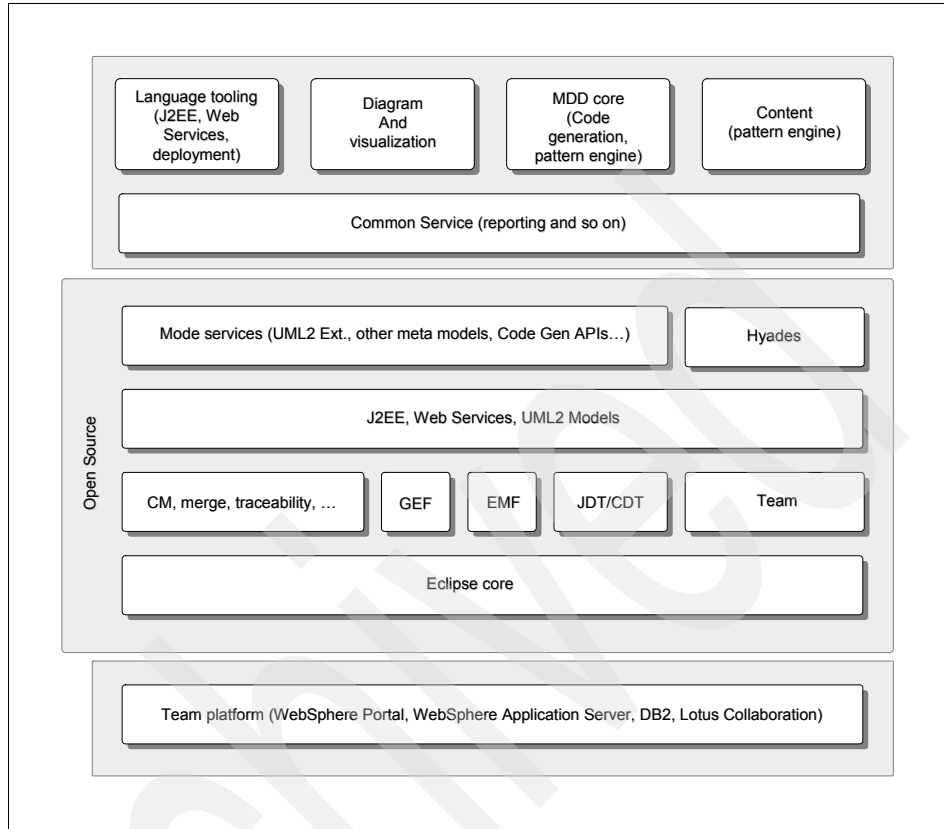 Language tooling
(J2EE, Web
Services,
deployment)
Diagram
And
visualization
MDD core
(Code
generation,
pattern engine)
Content
(pattern engine)
Common Service (reporting and so on)
Open Source
Mode services (UML2 Ext., other meta models, Code Gen APIs…)
Hyades
J2EE, Web Services, UML2 Models
CM, merge, traceability, …
GEF
EMF
JDT/CDT
Team
Eclipse core
Team platform (WebSphere Portal, WebSphere Application Server, DB2, Lotus Collaboration)